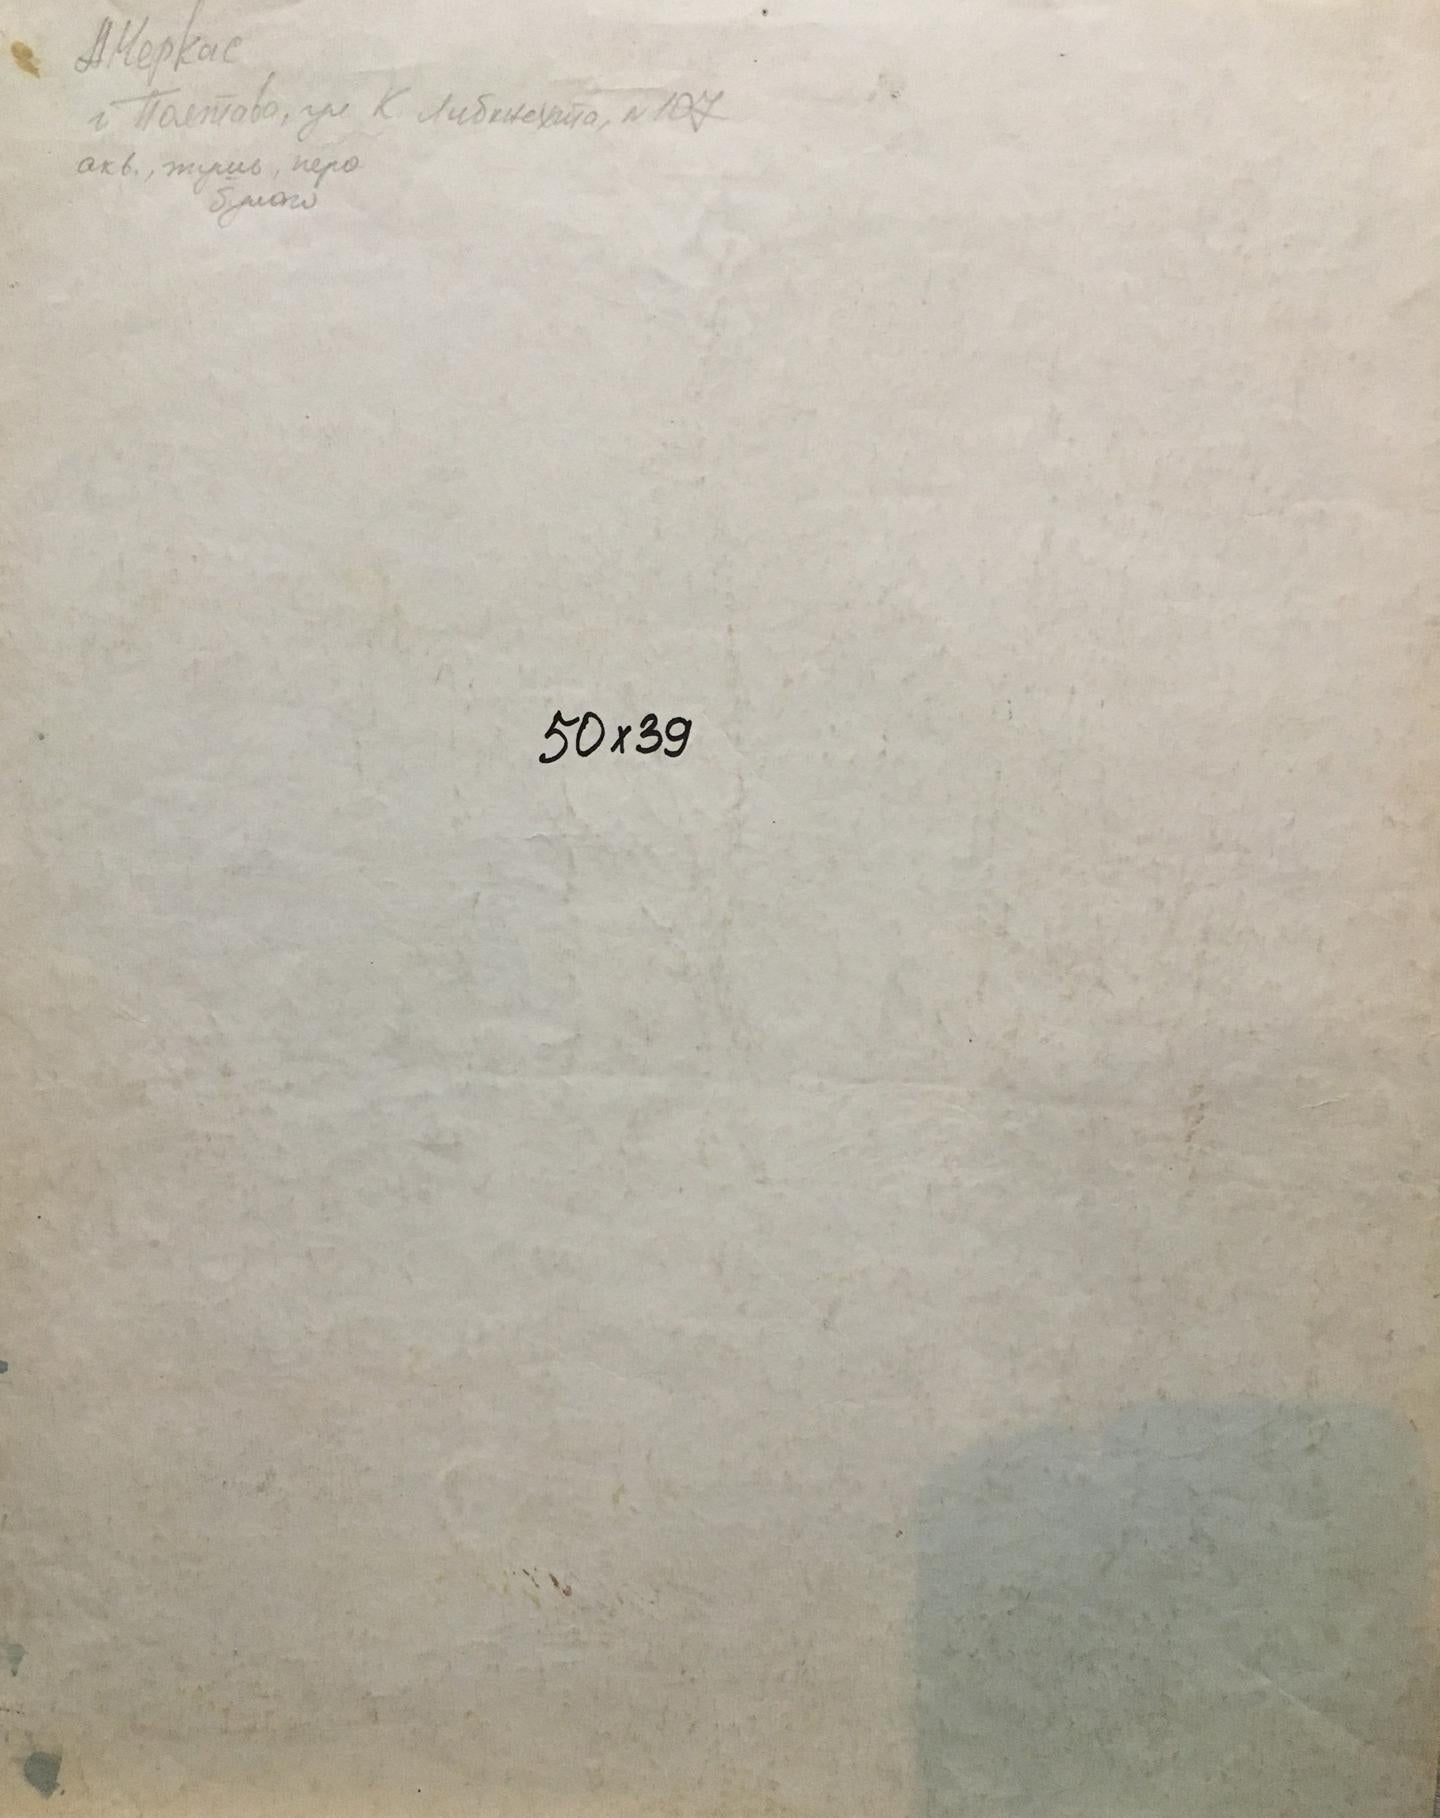 А Черкас
г Полтава, ул К Либкнехта, N 107
акв., тушь, перо
бумага
50x39